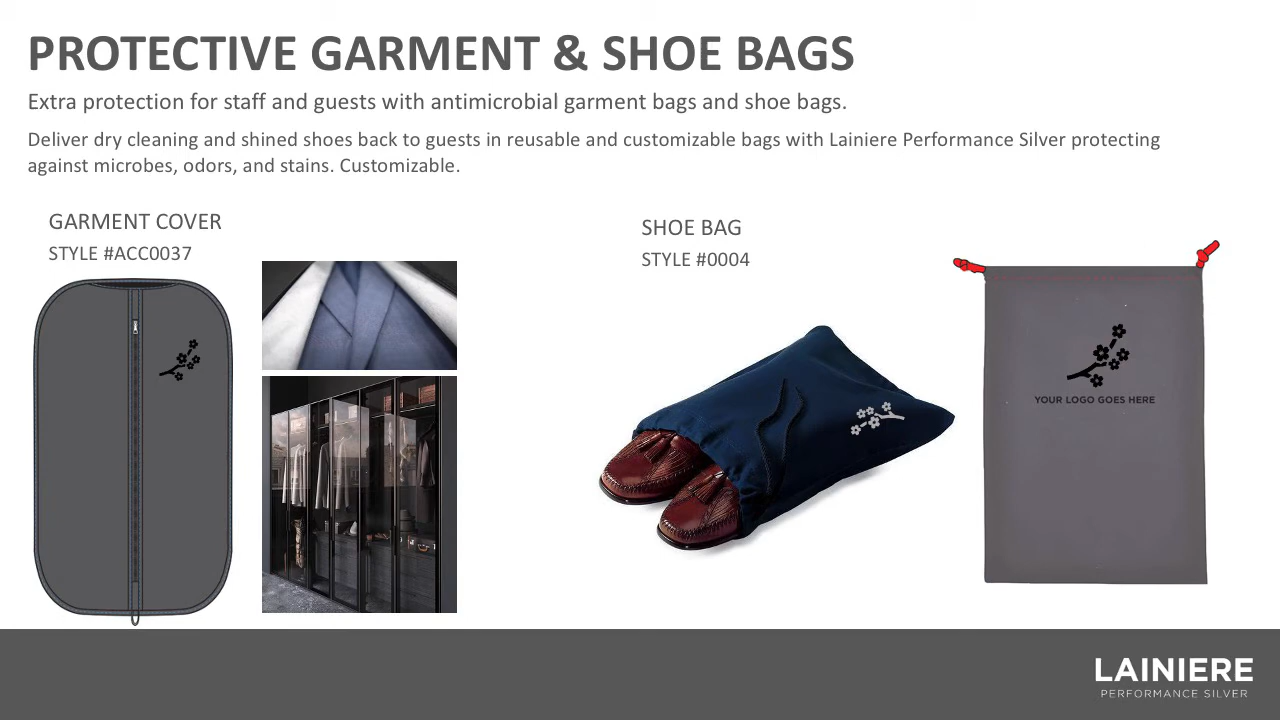 PROTECTIVE GARMENT & SHOE BAGS
Extra protection for staff and guests with antimicrobial garment bags and shoe bags.
Deliver dry cleaning and shined shoes back to guests in reusable and customizable bags with Lainiere Performance Silver protecting
against microbes, odors, and stains. Customizable.
GARMENT COVER
STYLE #ACC0037
SHOE BAG
STYLE #0004
YOUR LOGO GOES HERE
LAINIERE
PERFORMANCE SILVER